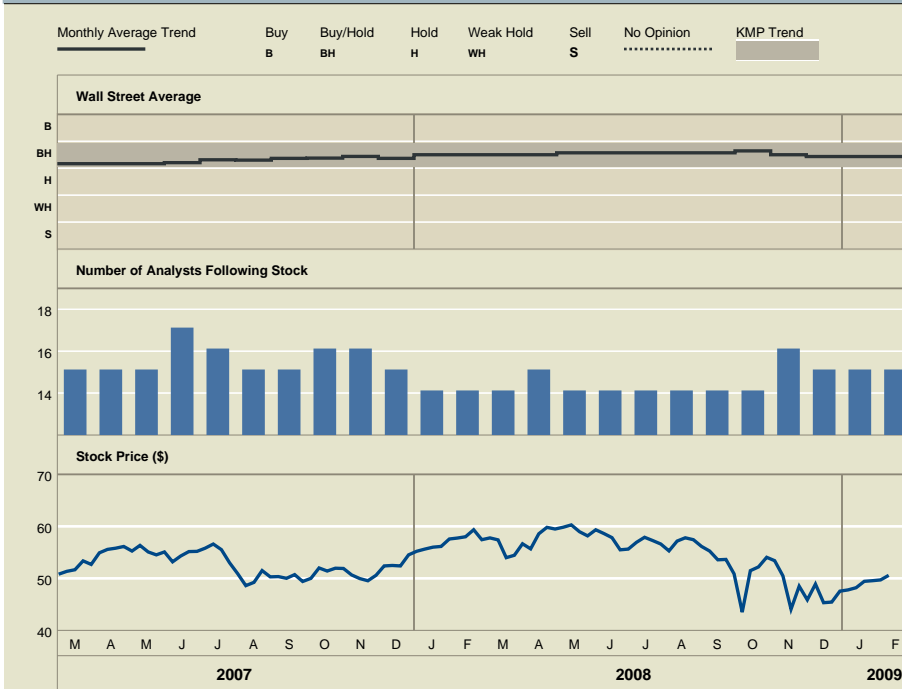 Monthly Average Trend Buy Buy/Hold Hold Weak Hold Sell No Opinion KMP Trend
B BH H WH S
Wall Street Average
B
BH
H
WH
S
Number of Analysts Following Stock
18
16
14
Stock Price ($)
70
60
50
40
M A M J J A S O N D J F M A M J J A S O N D J F
2007 2008 2009